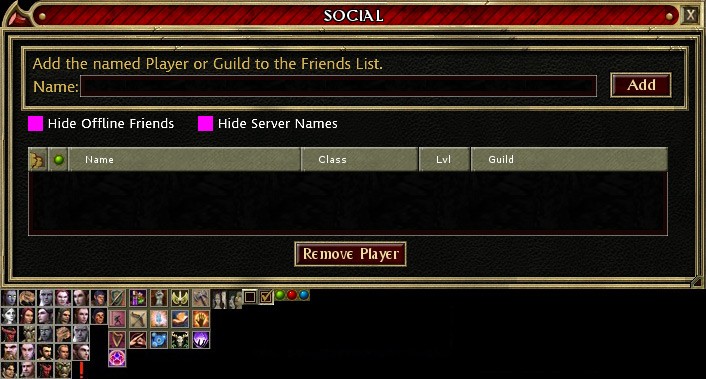 SOCIAL
X
Add the named Player or Guild to the Friends List.
Name:
Add
Hide Offline Friends Hide Server Names
Name Class Lvl Guild
Remove Player